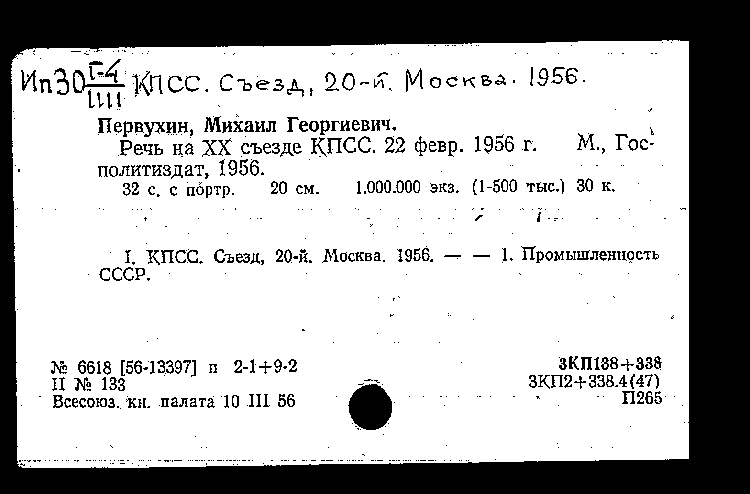 Ип30 Г-4 КПСС. Съезд, 20-й. Москва. 1956.
Первухин, Михаил Георгиевич.
Речь на XX съезде КПСС. 22 февр. 1956 г. М., Гос-
политиздат, 1956.
32 с. с портр. 20 см. 1.000.000 экз. (1-500 тыс.) 30 к.
I. КПСС. Съезд, 20-й. Москва. 1956. — — 1. Промышленность
СССР.
№ 6618 [56-13397] п 2-1+9-2
П № 133
Всесоюз. кн. палата 10 III 56
3КП138+338
3КП2+338.4(47)
П265